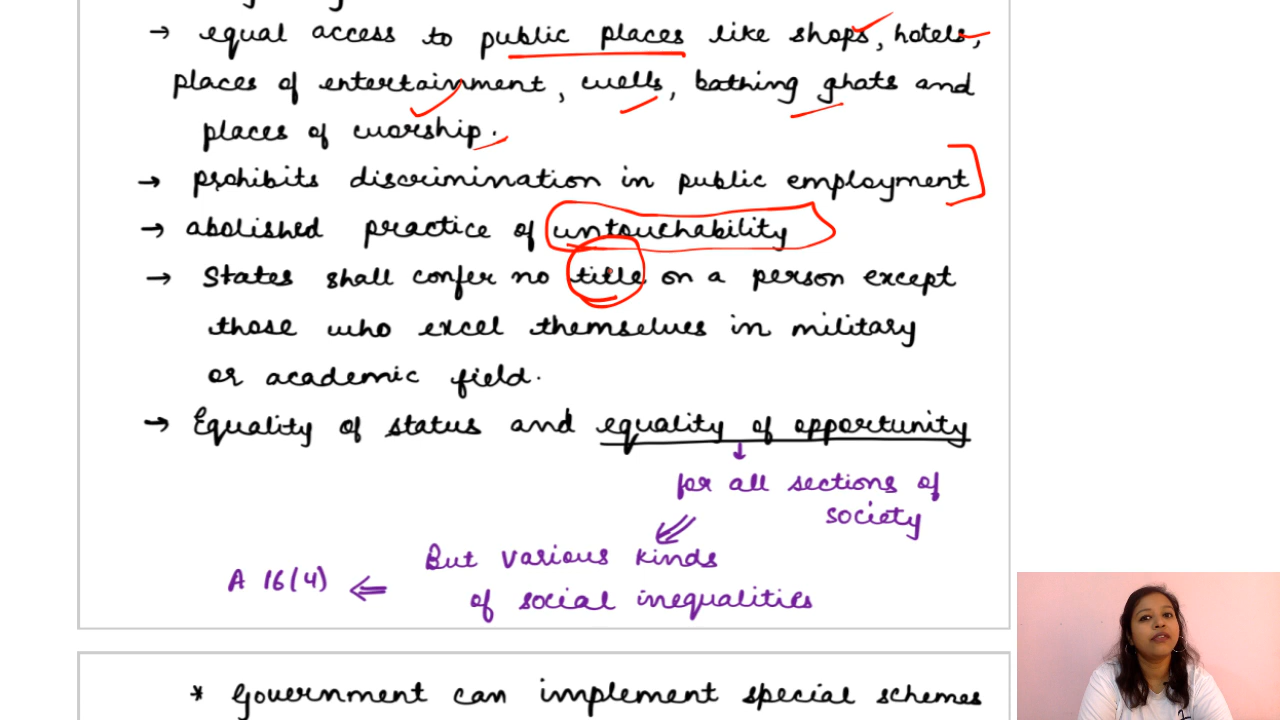 → equal access to public places like shops, hotels,
places of entertainment, wells, bathing ghats and
places of worship.
→ prohibits discrimination in public employment
→ abolished practice of untouchability
→ States shall confer no title on a person except
those who excel themselves in military
or academic field.
→ Equality of status and equality of opportunity
↓
for all sections of
society
But various kinds
of social inequalities
A 16(4) ⇐
* Government can implement special schemes